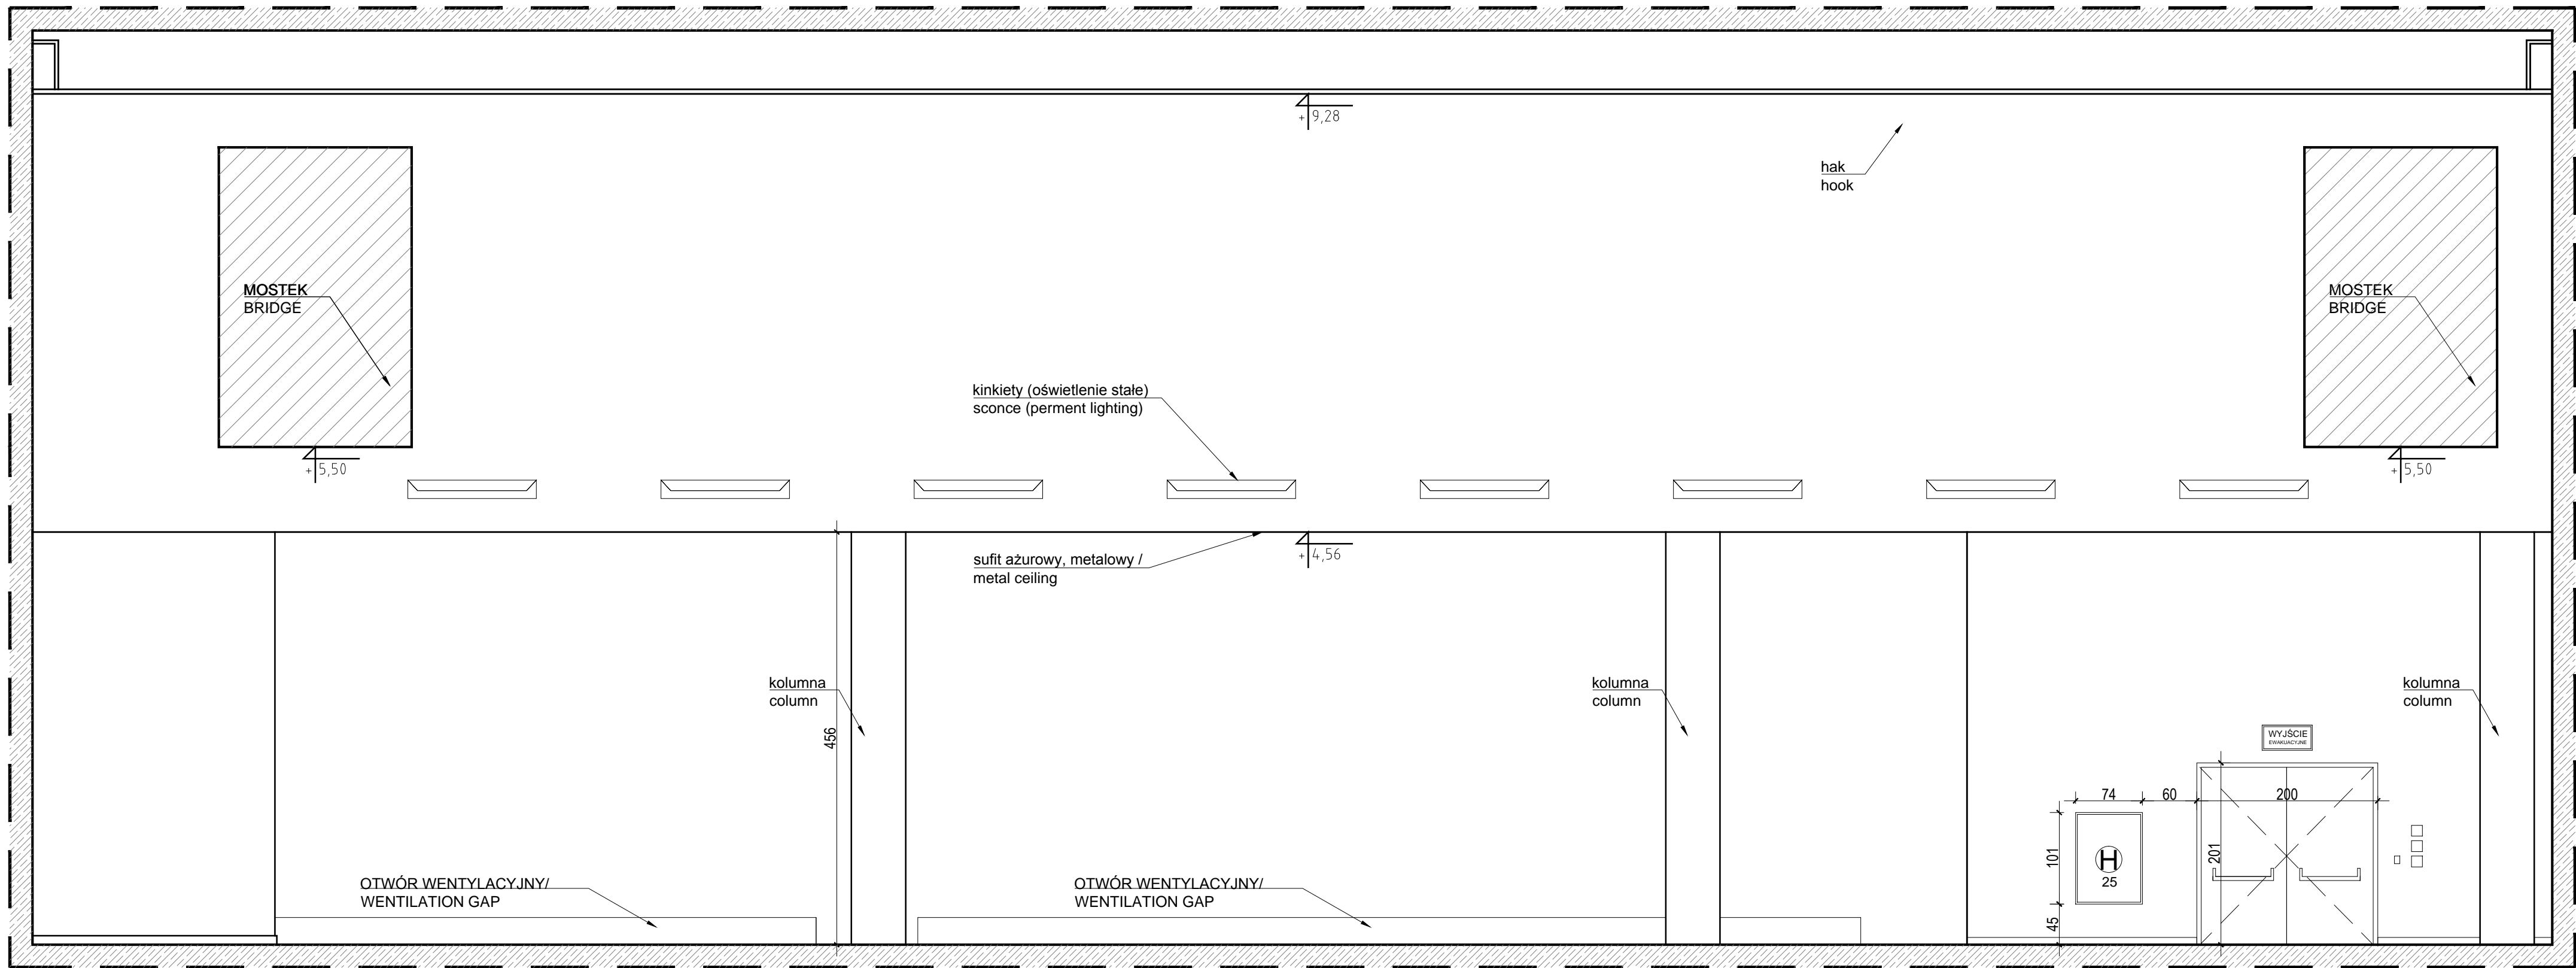 +9,28
hak
hook
MOSTEK
BRIDGE
MOSTEK
BRIDGE
kinkiety (oświetlenie stałe)
sconce (perment lighting)
+5,50
+5,50
sufit ażurowy, metalowy /
metal ceiling
+4,56
kolumna
column
kolumna
column
kolumna
column
456
WYJŚCIE
EWAKUACYJNE
74
60
200
101
H
25
201
45
OTWÓR WENTYLACYJNY/
WENTILATION GAP
OTWÓR WENTYLACYJNY/
WENTILATION GAP